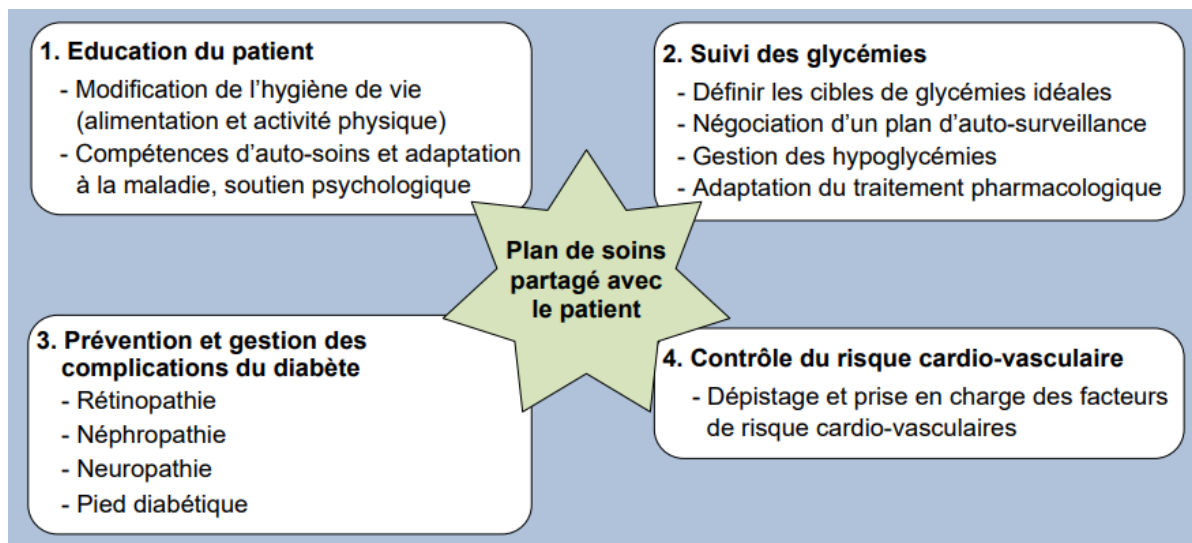 1. Education du patient
- Modification de l'hygiène de vie
(alimentation et activité physique)
- Compétences d'auto-soins et adaptation
à la maladie, soutien psychologique
2. Suivi des glycémies
- Définir les cibles de glycémies idéales
- Négociation d'un plan d'auto-surveillance
- Gestion des hypoglycémies
- Adaptation du traitement pharmacologique
Plan de soins
partagé avec
le patient
3. Prévention et gestion des
complications du diabète
- Rétinopathie
- Néphropathie
- Neuropathie
- Pied diabétique
4. Contrôle du risque cardio-vasculaire
- Dépistage et prise en charge des facteurs
de risque cardio-vasculaires